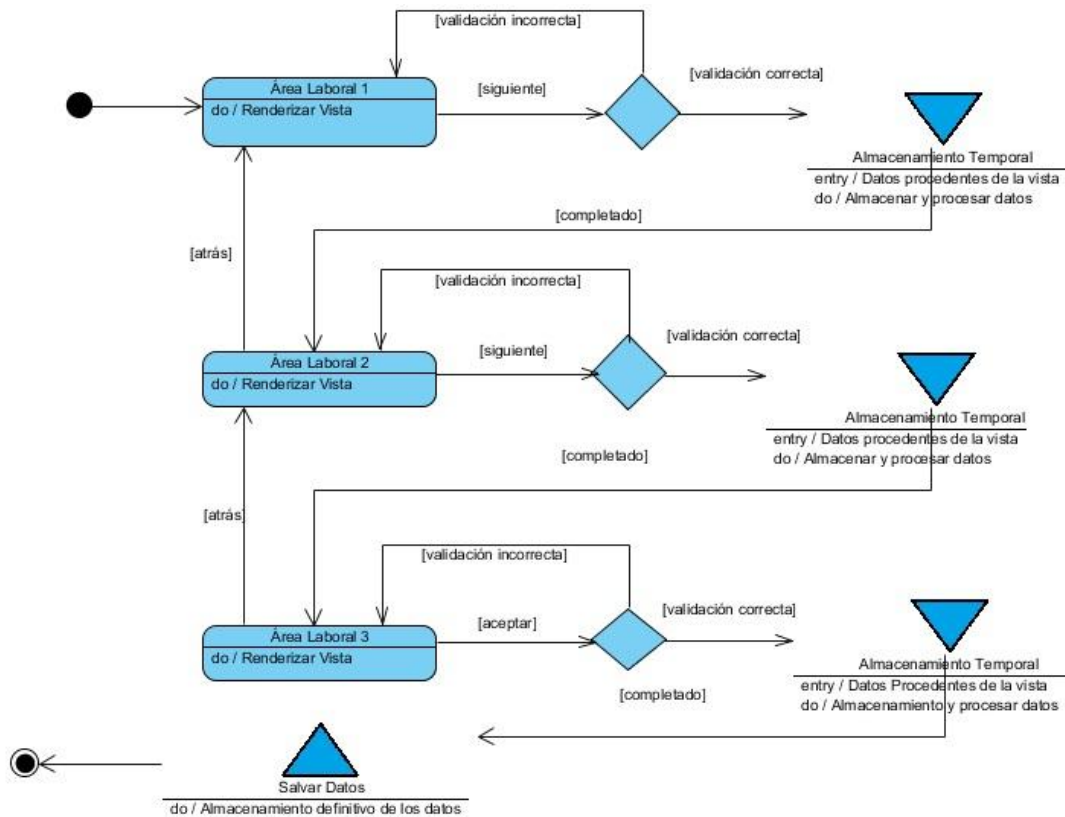 [validación incorrecta]
Área Laboral 1
do / Renderizar Vista
[siguiente]
[validación correcta]
Almacenamiento Temporal
entry / Datos procedentes de la vista
do / Almacenar y procesar datos
[completado]
[atrás]
[validación incorrecta]
Área Laboral 2
do / Renderizar Vista
[siguiente]
[validación correcta]
Almacenamiento Temporal
entry / Datos procedentes de la vista
do / Almacenar y procesar datos
[completado]
[atrás]
[validación incorrecta]
Área Laboral 3
do / Renderizar Vista
[aceptar]
[validación correcta]
Almacenamiento Temporal
entry / Datos Procedentes de la vista
do / Almacenamiento y procesar datos
[completado]
Salvar Datos
do / Almacenamiento definitivo de los datos